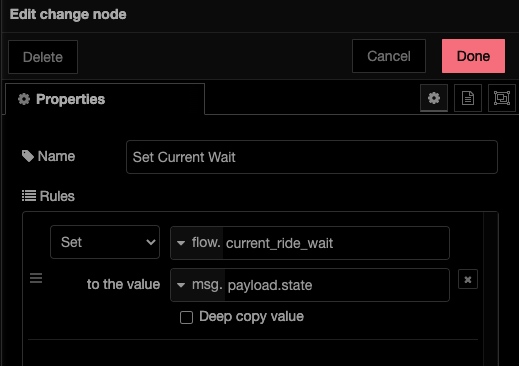 Edit change node
Delete
Cancel
Done
Properties
Name
Set Current Wait
Rules
Set
flow. current_ride_wait
to the value
msg. payload.state
Deep copy value